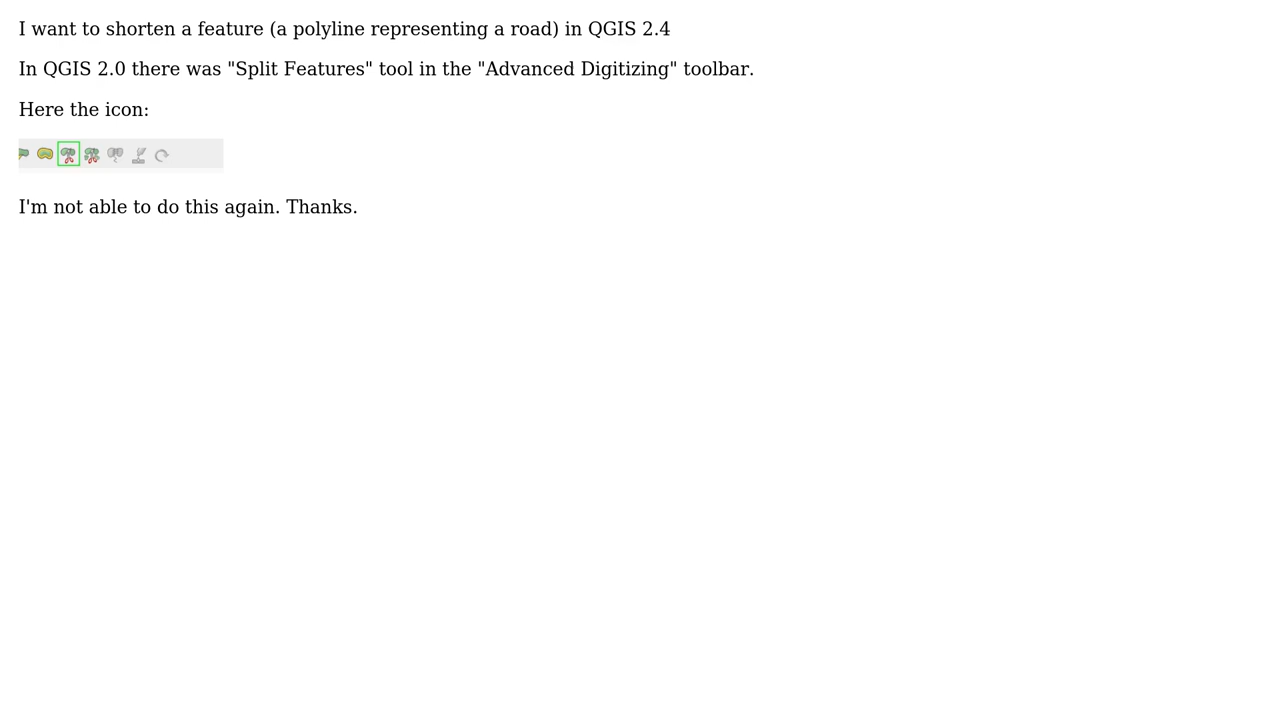 I want to shorten a feature (a polyline representing a road) in QGIS 2.4
In QGIS 2.0 there was "Split Features" tool in the "Advanced Digitizing" toolbar.
Here the icon:
I'm not able to do this again. Thanks.